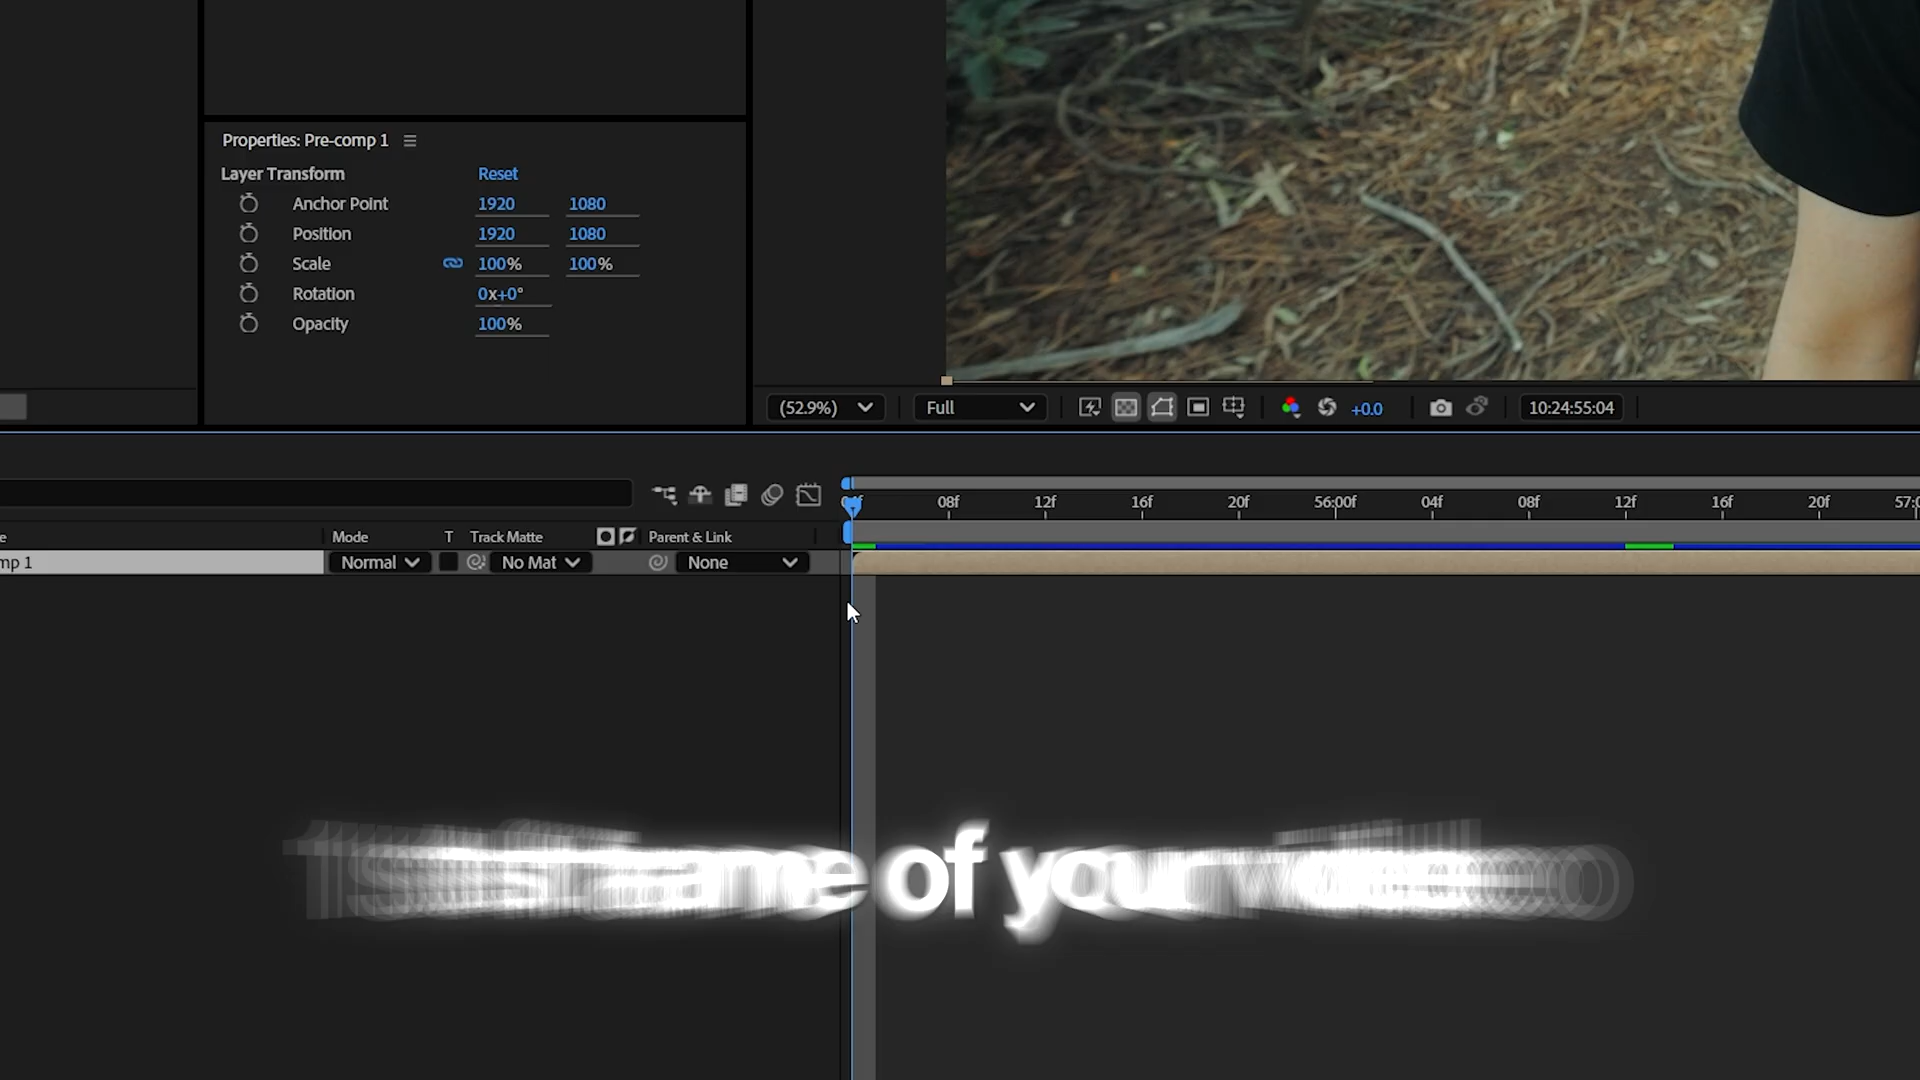 Properties: Pre-comp 1
Layer Transform Reset
Anchor Point 1920 1080
Position 1920 1080
Scale 100% 100%
Rotation 0x+0°
Opacity 100%
(52.9%) Full +0.0 10:24:55:04
08f 12f 16f 20f 56:00f 04f 08f 12f 16f 20f
Mode T Track Matte Parent & Link
mp 1 Normal No Mat None
of your